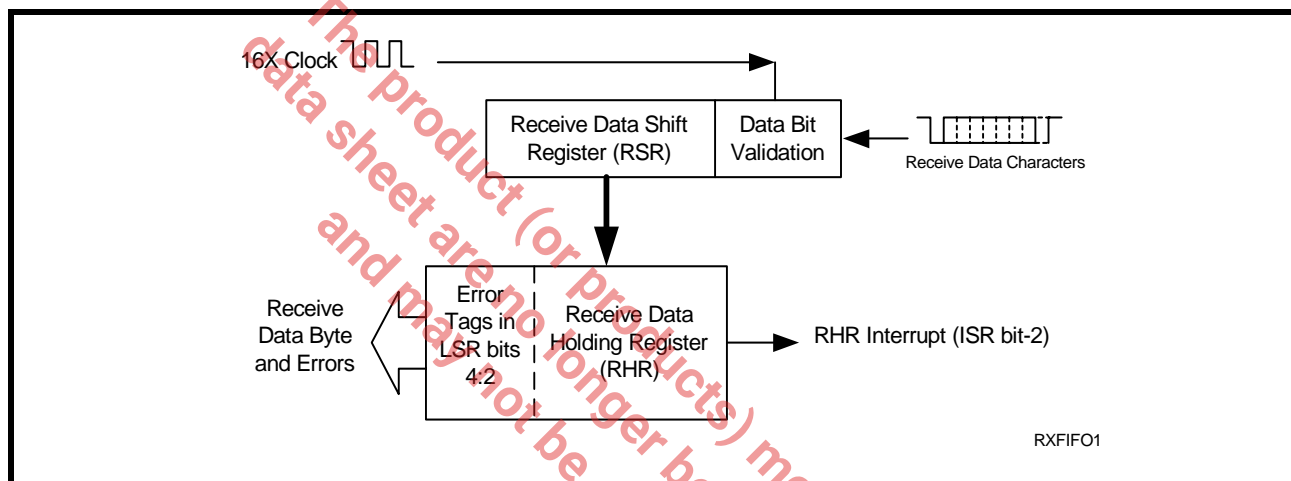 16X Clock
Receive Data Shift
Register (RSR)
Data Bit
Validation
Receive Data Characters
Receive
Data Byte
and Errors
Error
Tags in
LSR bits
4:2
Receive Data
Holding Register
(RHR)
RHR Interrupt (ISR bit-2)
RXFIFO1
The product (or products) me
data sheet are no longer be
and may not be